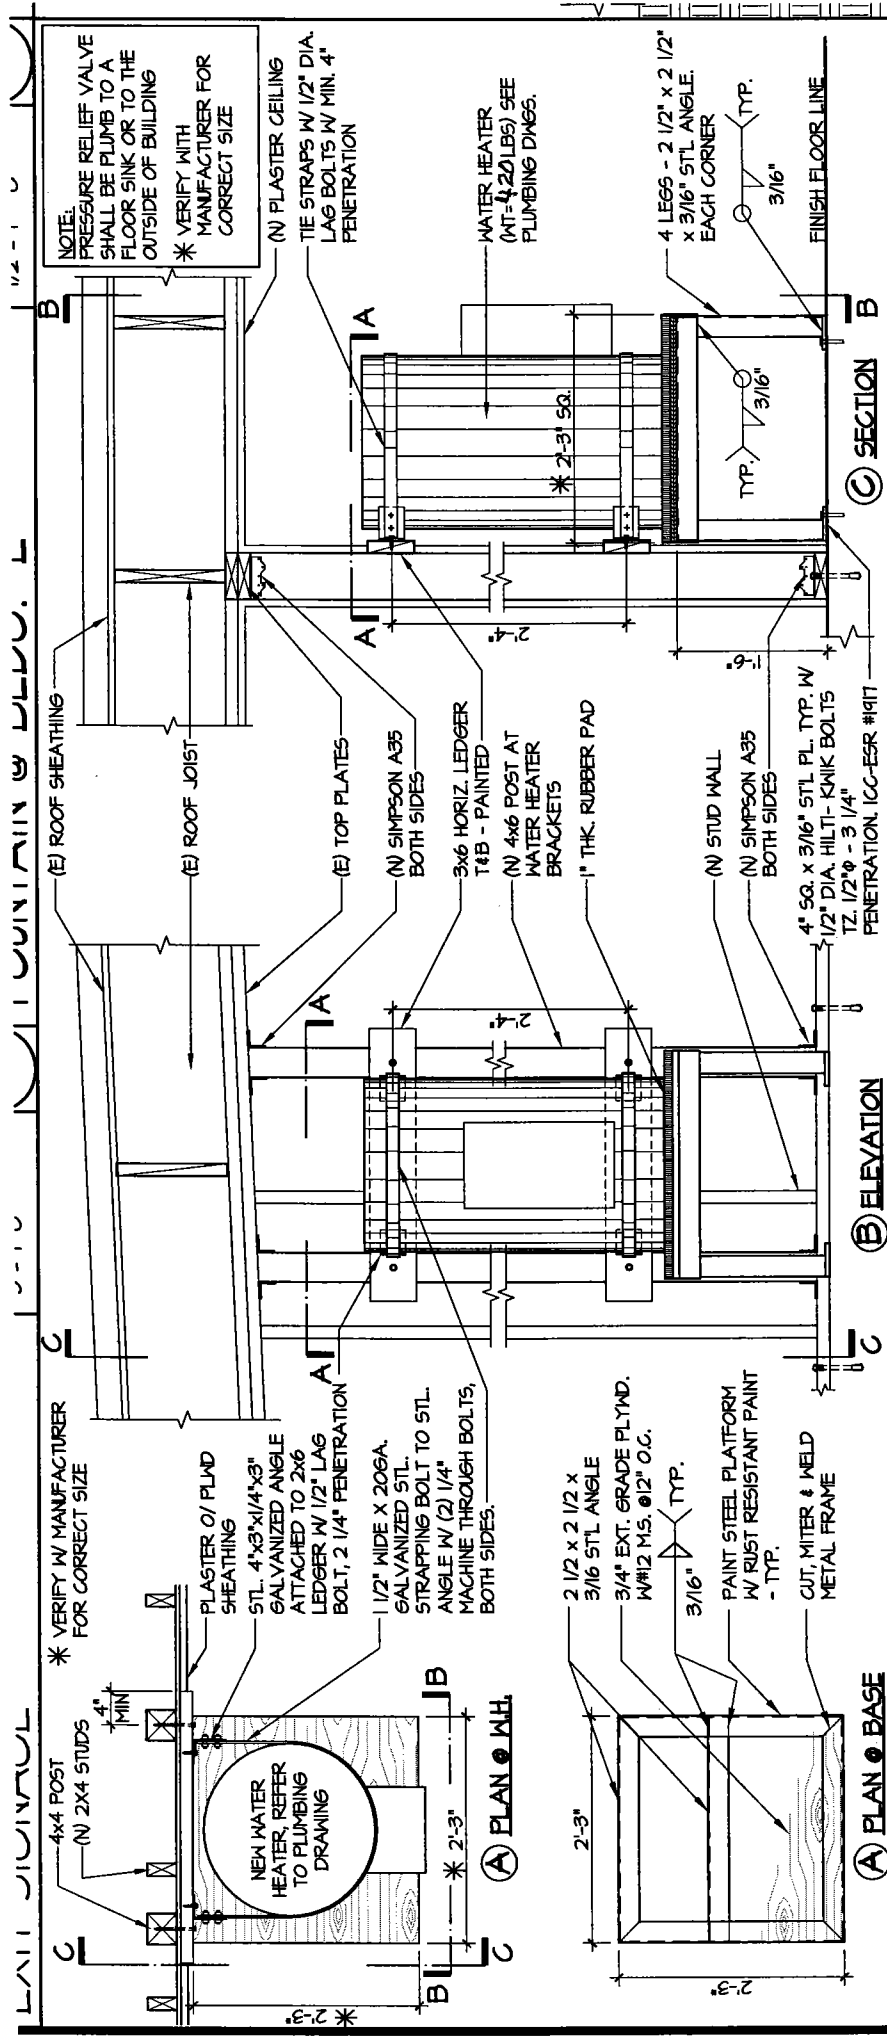 * VERIFY W/ MANUFACTURER
FOR CORRECT SIZE
4x4 POST
(N) 2X4 STUDS
4"
MIN
PLASTER O/ PLWD
SHEATHING
STL. 4"x3"x1/4"x3"
GALVANIZED ANGLE
ATTACHED TO 2x6
LEDGER W/ 1/2" LAG
BOLT, 2 1/4" PENETRATION
1 1/2" WIDE X 20GA.
GALVANIZED STL.
STRAPPING BOLT TO STL.
ANGLE W/ (2) 1/4"
MACHINE THROUGH BOLTS,
BOTH SIDES.
NEW WATER
HEATER, REFER
TO PLUMBING
DRAWING
C
C
B
B
2'-3" *
* 2'-3"
A PLAN @ W.H.
2'-3"
2'-3"
2 1/2 x 2 1/2 x
3/16 ST'L ANGLE
3/4" EXT. GRADE PLYWD.
W/#12 M.S. @12" O.C.
3/16"
TYP.
PAINT STEEL PLATFORM
W/ RUST RESISTANT PAINT
- TYP.
CUT, MITER & WELD
METAL FRAME
A PLAN @ BASE
(E) ROOF SHEATHING
(E) ROOF JOIST
(E) TOP PLATES
(N) SIMPSON A35
BOTH SIDES
3x6 HORIZ. LEDGER
T&B - PAINTED
(N) 4x6 POST AT
WATER HEATER
BRACKETS
1" THK. RUBBER PAD
(N) STUD WALL
(N) SIMPSON A35
BOTH SIDES
4" SQ. x 3/16" ST'L PL. TYP. W/
1/2" DIA. HILTI- KWIK BOLTS
TZ. 1/2"ϕ - 3 1/4"
PENETRATION. ICC-ESR #1917
C
C
A
A
2'-4"
B ELEVATION
NOTE:
PRESSURE RELIEF VALVE
SHALL BE PLUMB TO A
FLOOR SINK OR TO THE
OUTSIDE OF BUILDING
* VERIFY WITH
MANUFACTURER FOR
CORRECT SIZE
(N) PLASTER CEILING
TIE STRAPS W/ 1/2" DIA.
LAG BOLTS W/ MIN. 4"
PENETRATION
WATER HEATER
(WT=420LBS) SEE
PLUMBING DWGS.
4 LEGS - 2 1/2" x 2 1/2"
x 3/16" ST'L ANGLE.
EACH CORNER
TYP.
3/16"
FINISH FLOOR LINE
B
B
A
A
* 2'-3" SQ.
2'-4"
1'-6"
TYP.
3/16"
C SECTION